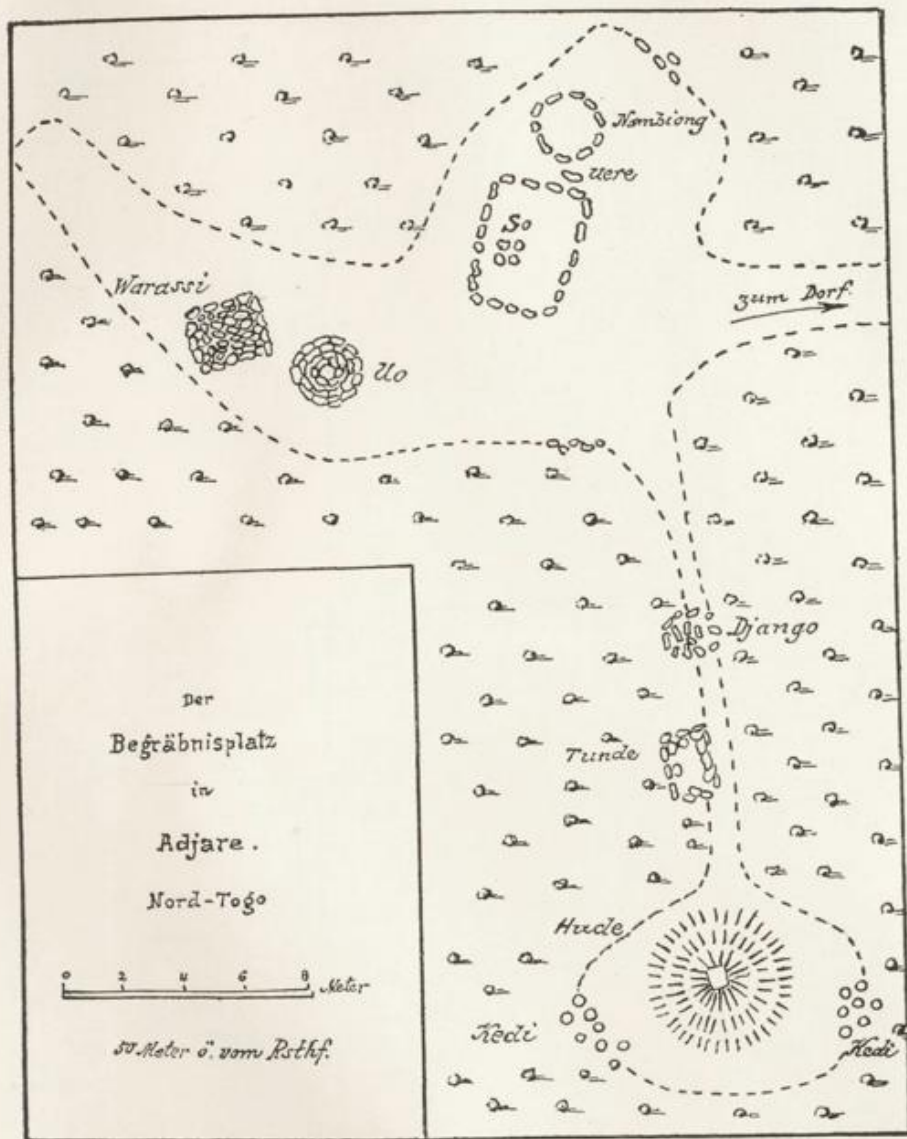 Nambiong
uere
So
Warassi
zum Dorf.
Uo
Django
Tunde
Hude
Kedi
Kedi
Der
Begräbnisplatz
in
Adjare.
Nord-Togo
0 2 4 6 8 Meter
50 Meter ö. vom Rsthf.